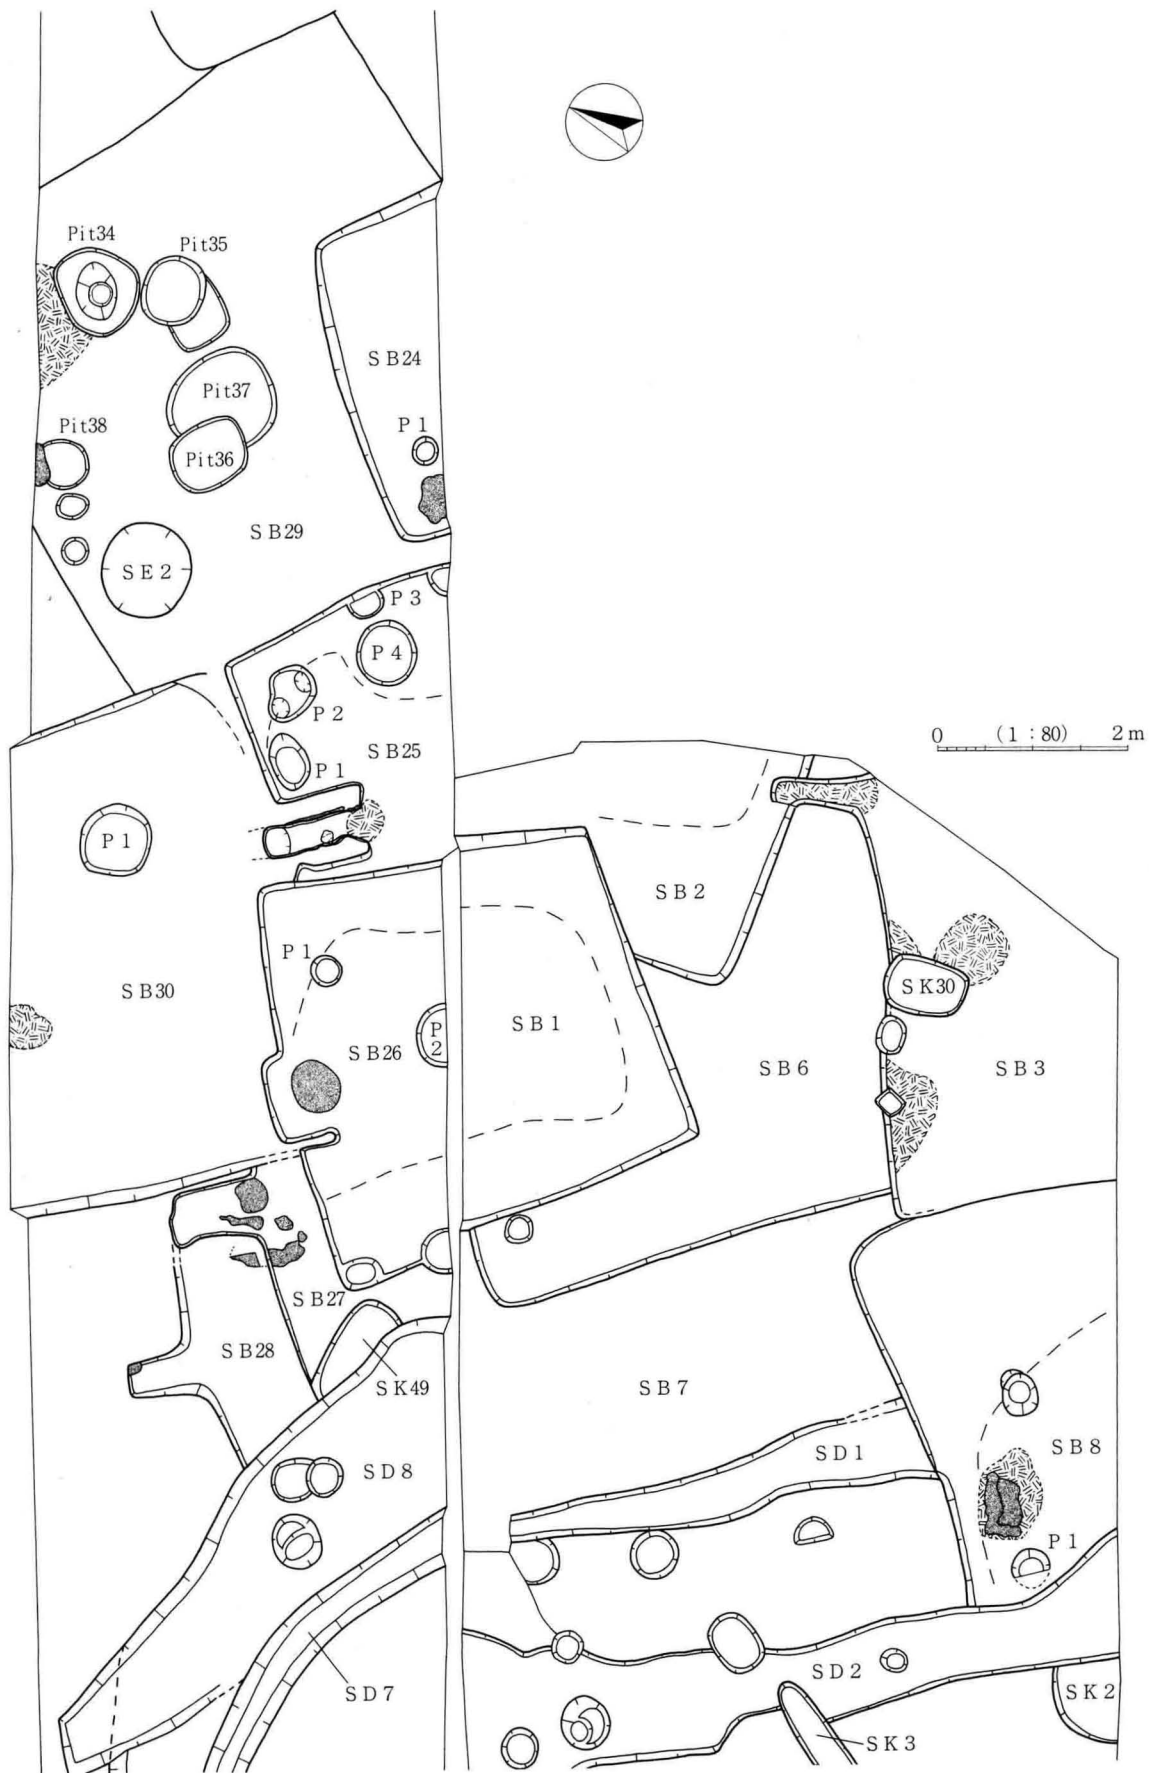 Pit34
Pit35
SB24
Pit37
P1
Pit38
Pit36
SB29
SE2
P3
P4
P2
SB25
P1
0 (1:80) 2m
P1
SB2
P1
SB30
SK30
P2
SB1
SB26
SB6
SB3
SB27
SB28
SK49
SB7
SD1
SB8
SD8
P1
SD7
SD2
SK2
SK3